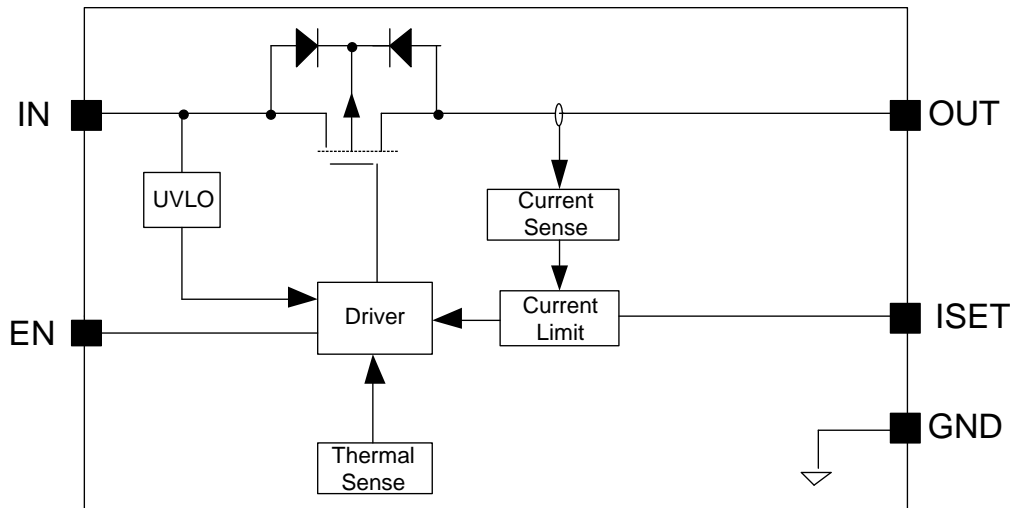 IN
OUT
UVLO
Current
Sense
EN
Driver
Current
Limit
ISET
Thermal
Sense
GND